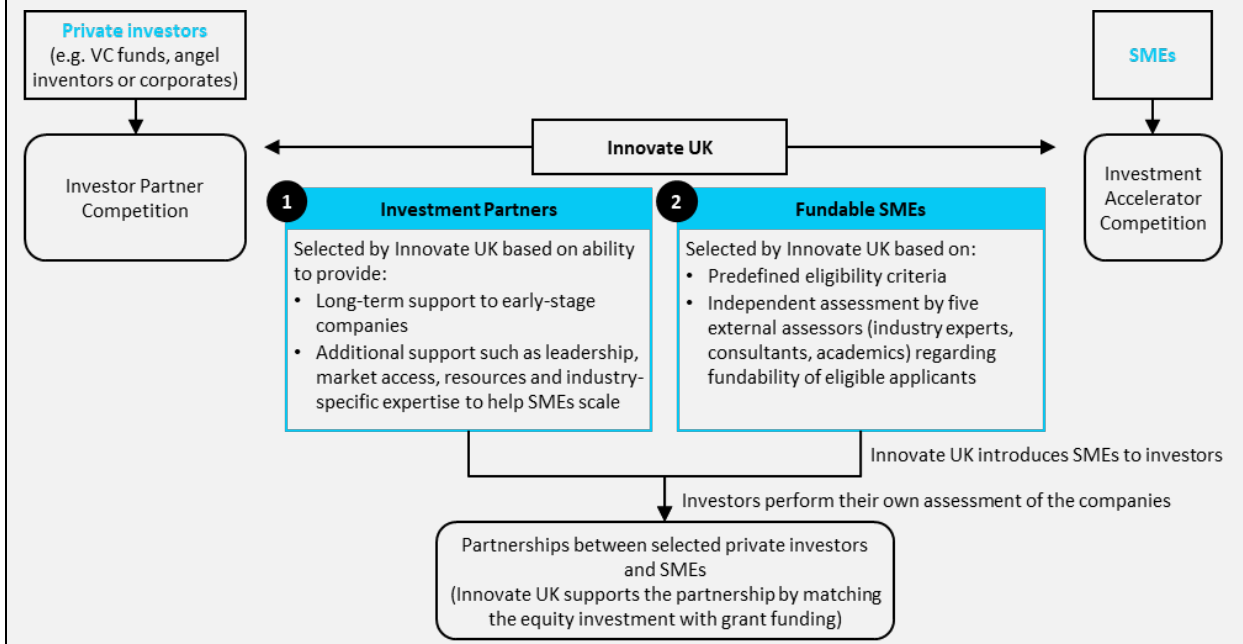 Private investors
(e.g. VC funds, angel
inventors or corporates)
SMEs
Innovate UK
Investor Partner
Competition
Investment
Accelerator
Competition
1
Investment Partners
Selected by Innovate UK based on ability
to provide:
• Long-term support to early-stage
companies
• Additional support such as leadership,
market access, resources and industry-
specific expertise to help SMEs scale
2
Fundable SMEs
Selected by Innovate UK based on:
• Predefined eligibility criteria
• Independent assessment by five
external assessors (industry experts,
consultants, academics) regarding
fundability of eligible applicants
Innovate UK introduces SMEs to investors
Investors perform their own assessment of the companies
Partnerships between selected private investors
and SMEs
(Innovate UK supports the partnership by matching
the equity investment with grant funding)